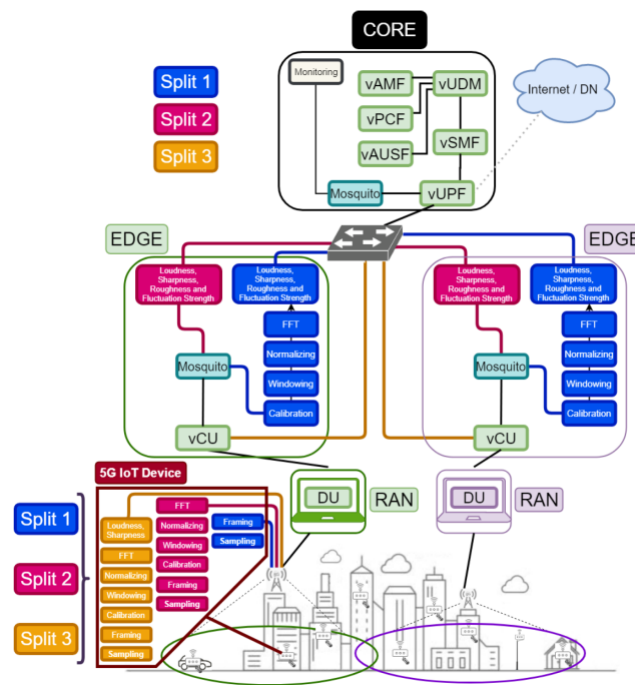 CORE
Monitoring
vAMF
vUDM
vPCF
vAUSF
vSMF
Mosquito
vUPF
Internet / DN
Split 1
Split 2
Split 3
EDGE
Loudness,
Sharpness,
Roughness and
Fluctuation Strength
Loudness,
Sharpness,
Roughness and
Fluctuation Strength
FFT
Normalizing
Windowing
Calibration
Mosquito
vCU
EDGE
Loudness,
Sharpness,
Roughness and
Fluctuation Strength
Loudness,
Sharpness,
Roughness and
Fluctuation Strength
FFT
Normalizing
Windowing
Calibration
Mosquito
vCU
DU
RAN
DU
RAN
5G IoT Device
Split 1
Split 2
Split 3
Loudness,
Sharpness
FFT
Normalizing
Windowing
Calibration
Framing
Sampling
FFT
Normalizing
Windowing
Calibration
Framing
Sampling
Framing
Sampling